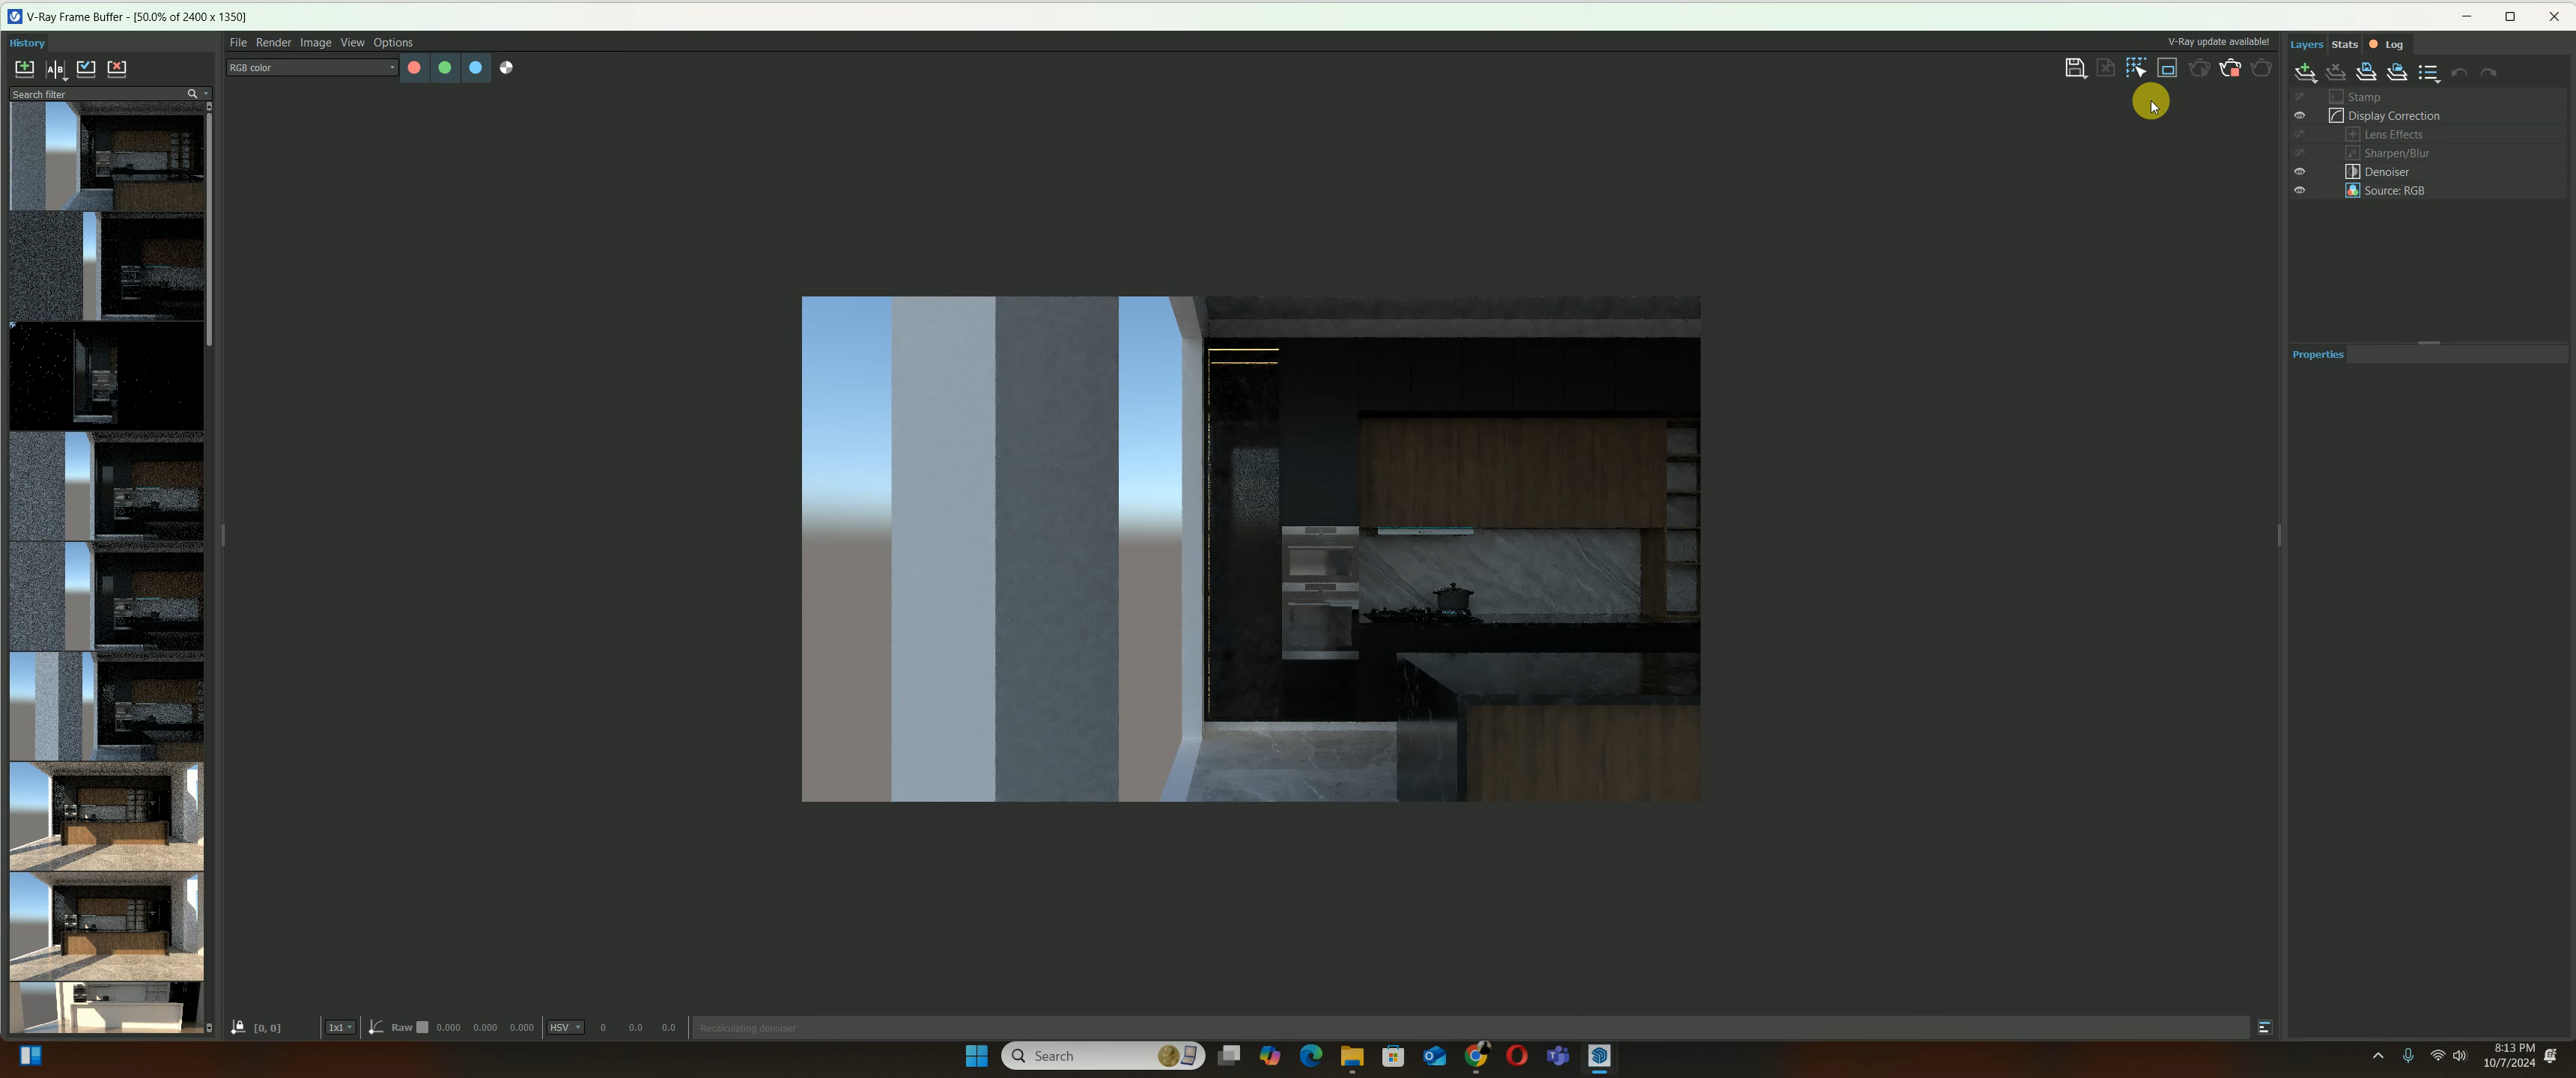 V-Ray Frame Buffer - [50.0% of 2400 x 1350]
History
File Render Image View Options
V-Ray update available!
Layers Stats Log
RGB color
Search filter
Stamp
Display Correction
Lens Effects
Sharpen/Blur
Denoiser
Source: RGB
Properties
[0, 0]
1x1
Raw 0.000 0.000 0.000
HSV 0 0.0 0.0
Recalculating denoiser
Search
8:13 PM
10/7/2024